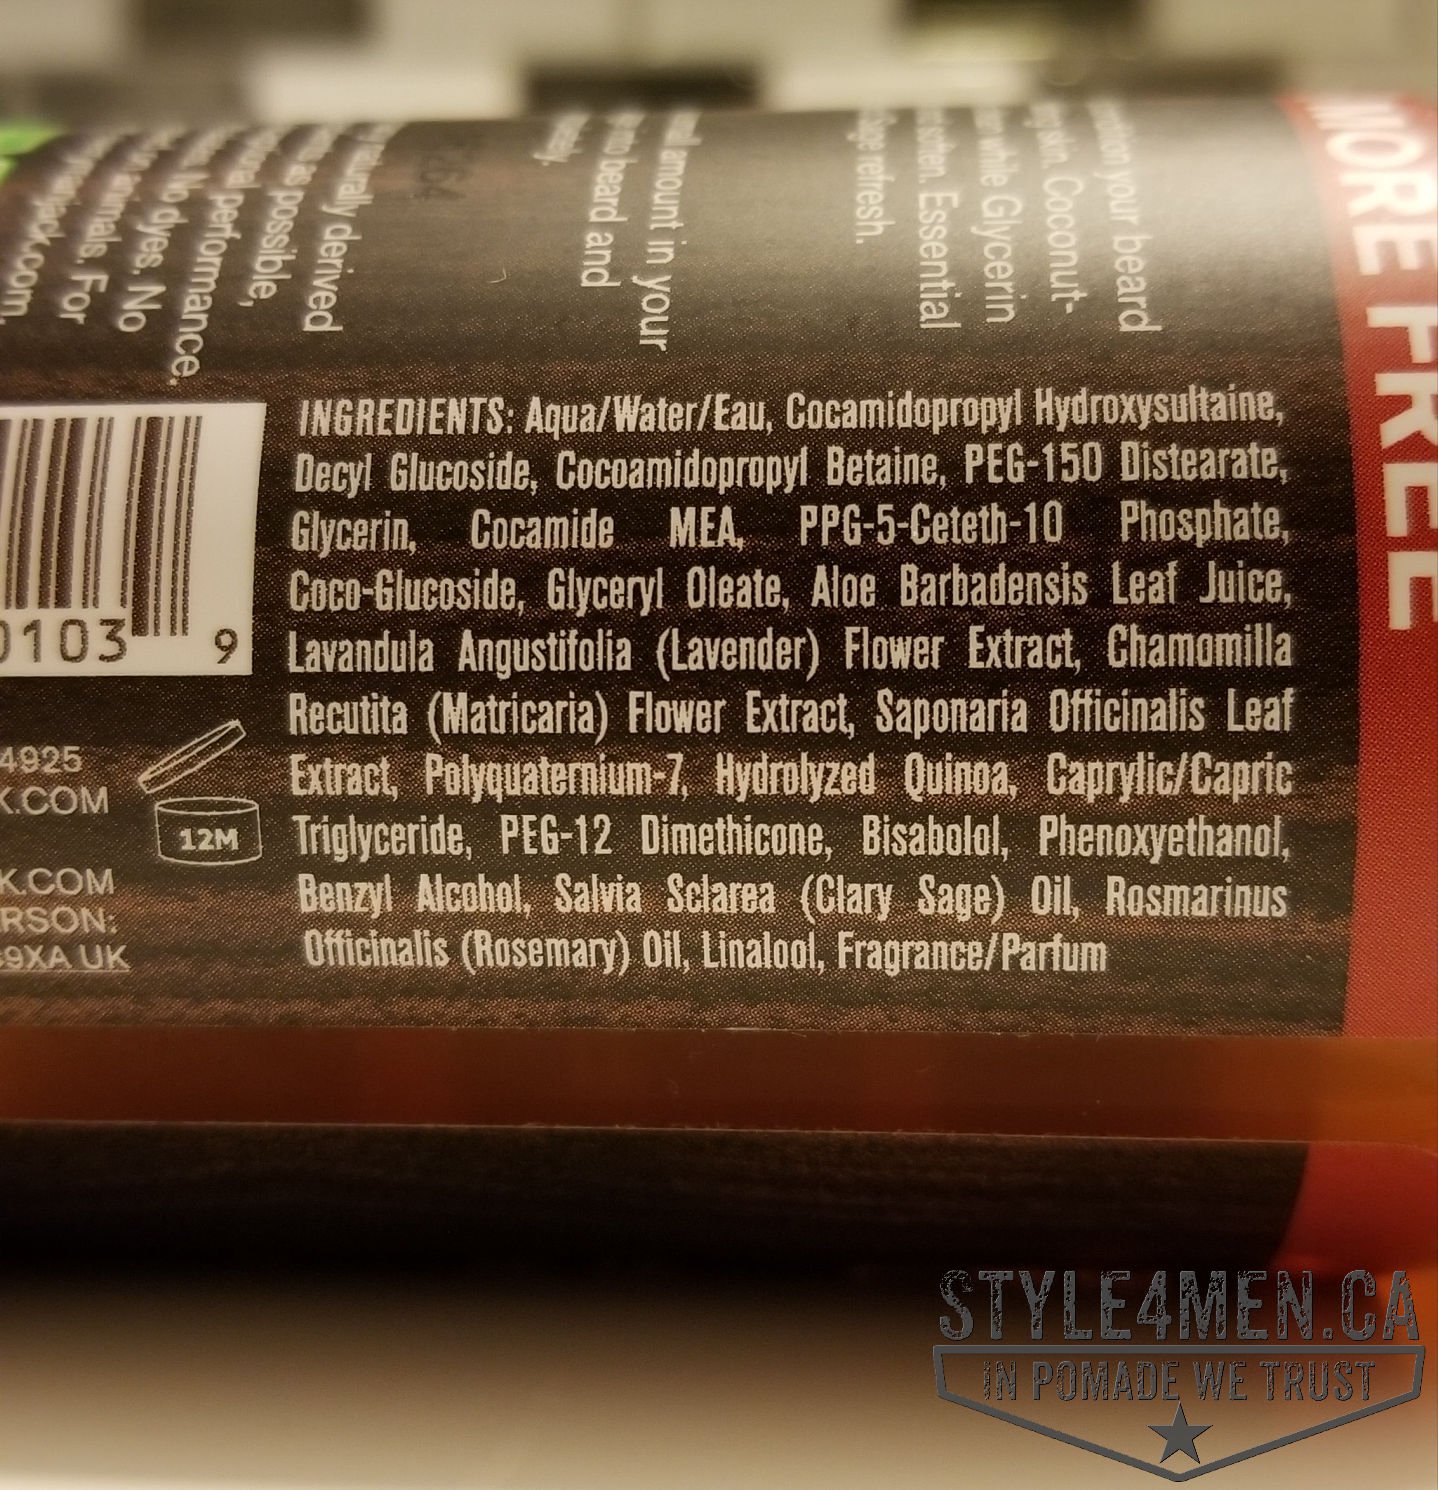 MORE FREE
your beard
skin. Coconut-
while Glycerin
soften. Essential
Sage refresh.
amount in your
into beard and
naturally derived
as possible,
performance.
No dyes. No
animals. For
INGREDIENTS: Aqua/Water/Eau, Cocamidopropyl Hydroxysultaine,
Decyl Glucoside, Cocoamidopropyl Betaine, PEG-150 Distearate,
Glycerin, Cocamide MEA, PPG-5-Ceteth-10 Phosphate,
Coco-Glucoside, Glyceryl Oleate, Aloe Barbadensis Leaf Juice,
Lavandula Angustifolia (Lavender) Flower Extract, Chamomilla
Recutita (Matricaria) Flower Extract, Saponaria Officinalis Leaf
Extract, Polyquaternium-7, Hydrolyzed Quinoa, Caprylic/Capric
Triglyceride, PEG-12 Dimethicone, Bisabolol, Phenoxyethanol,
Benzyl Alcohol, Salvia Sclarea (Clary Sage) Oil, Rosmarinus
Officinalis (Rosemary) Oil, Linalool, Fragrance/Parfum
0103 9
4925
K.COM
12M
K.COM
RSON:
9XA UK
STYLE4MEN.CA
IN POMADE WE TRUST